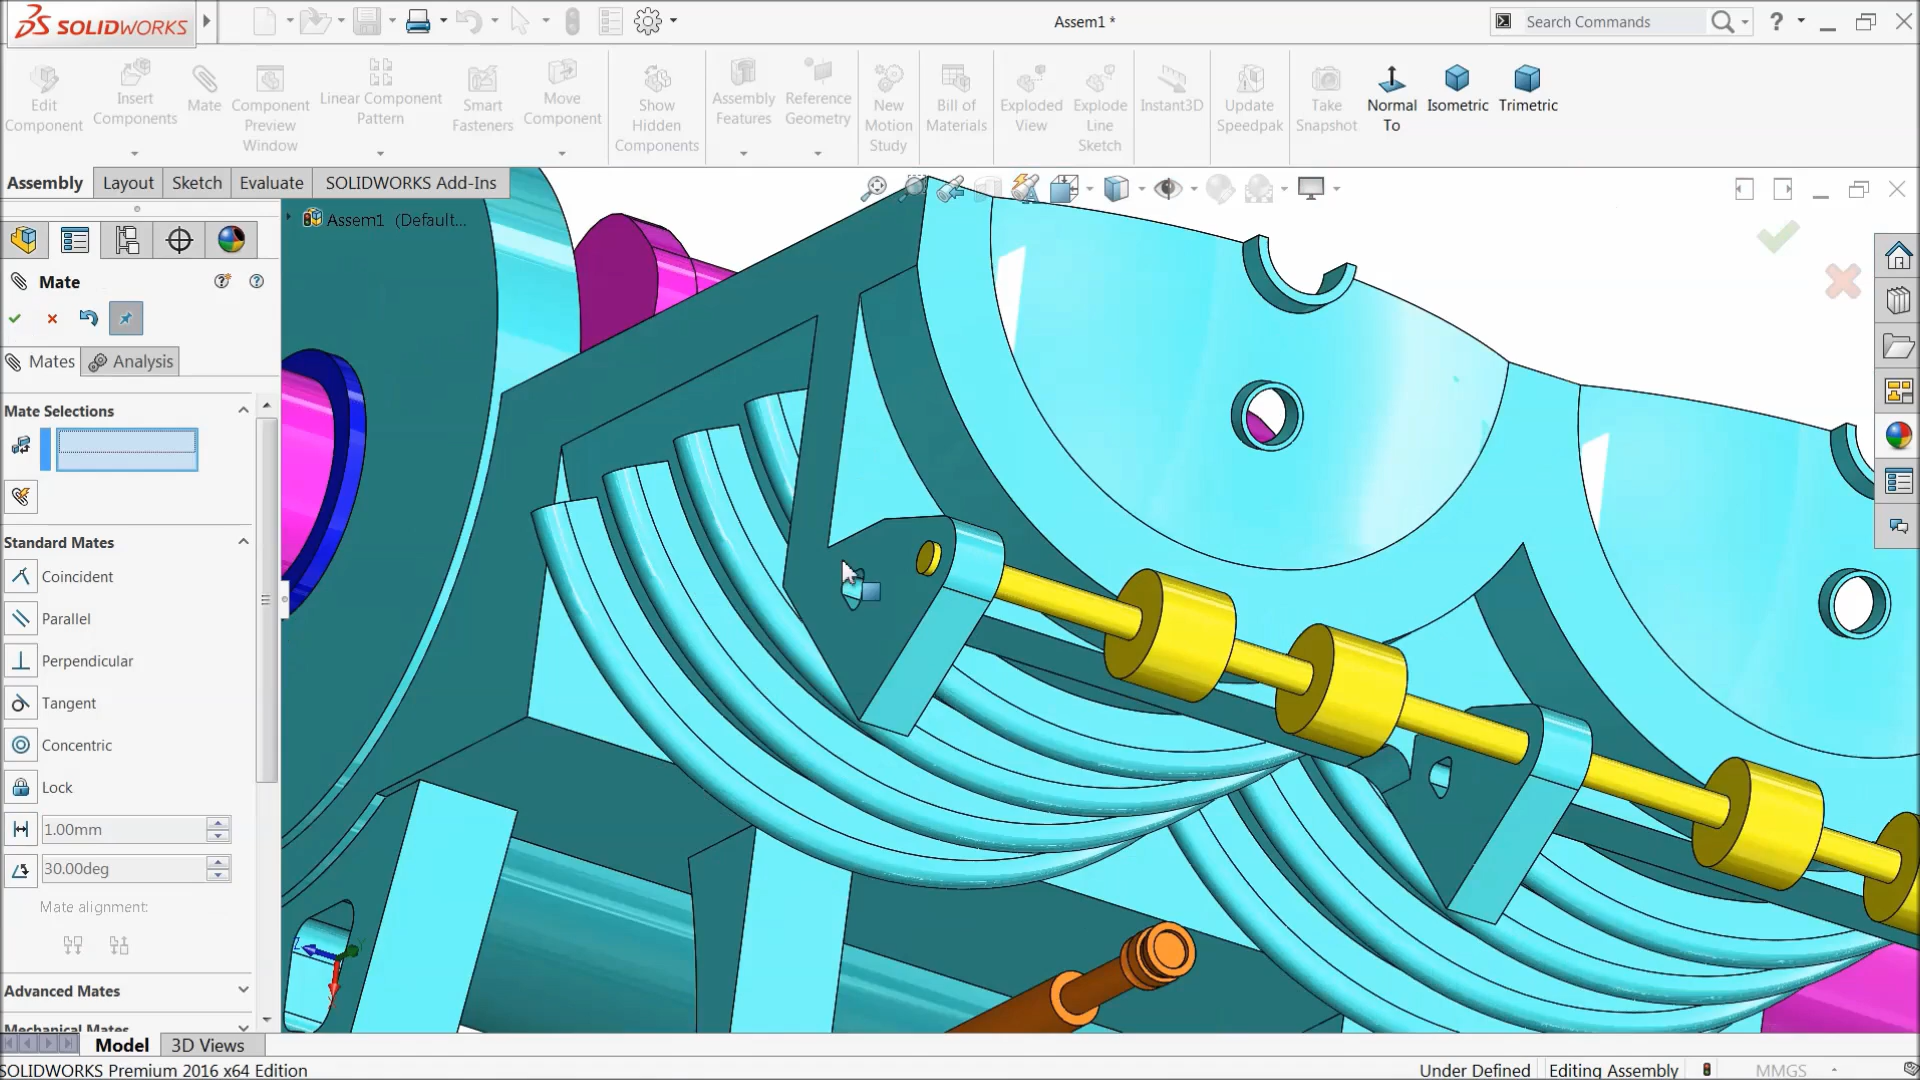 SOLIDWORKS
Assem1 *
Search Commands
Edit Component
Insert Components
Mate
Component Preview Window
Linear Component Pattern
Smart Fasteners
Move Component
Show Hidden Components
Assembly Features
Reference Geometry
New Motion Study
Bill of Materials
Exploded View
Explode Line Sketch
Instant3D
Update Speedpak
Take Snapshot
Normal To
Isometric
Trimetric
Assembly
Layout
Sketch
Evaluate
SOLIDWORKS Add-Ins
Assem1 (Default...
Mate
Mates
Analysis
Mate Selections
Standard Mates
Coincident
Parallel
Perpendicular
Tangent
Concentric
Lock
1.00mm
30.00deg
Mate alignment:
Advanced Mates
Mechanical Mates
Z
Model
3D Views
SOLIDWORKS Premium 2016 x64 Edition
Under Defined
Editing Assembly
MMGS